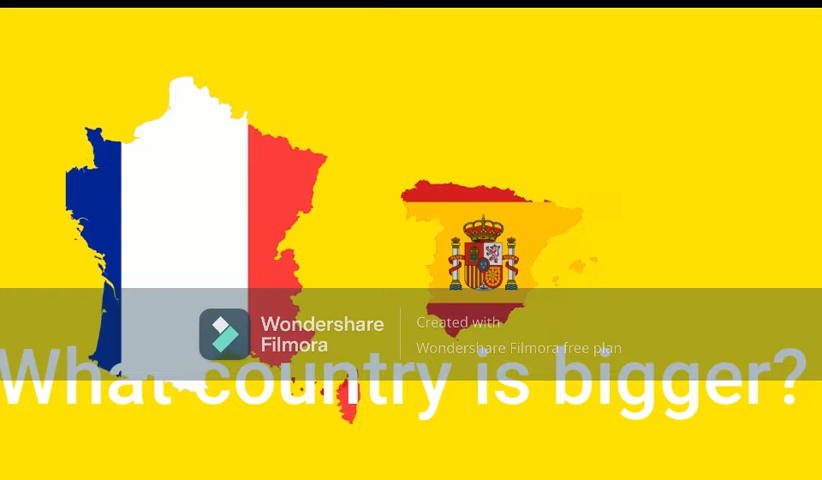 Wondershare
Filmora
Created with
Wondershare Filmora free plan
What country is bigger?